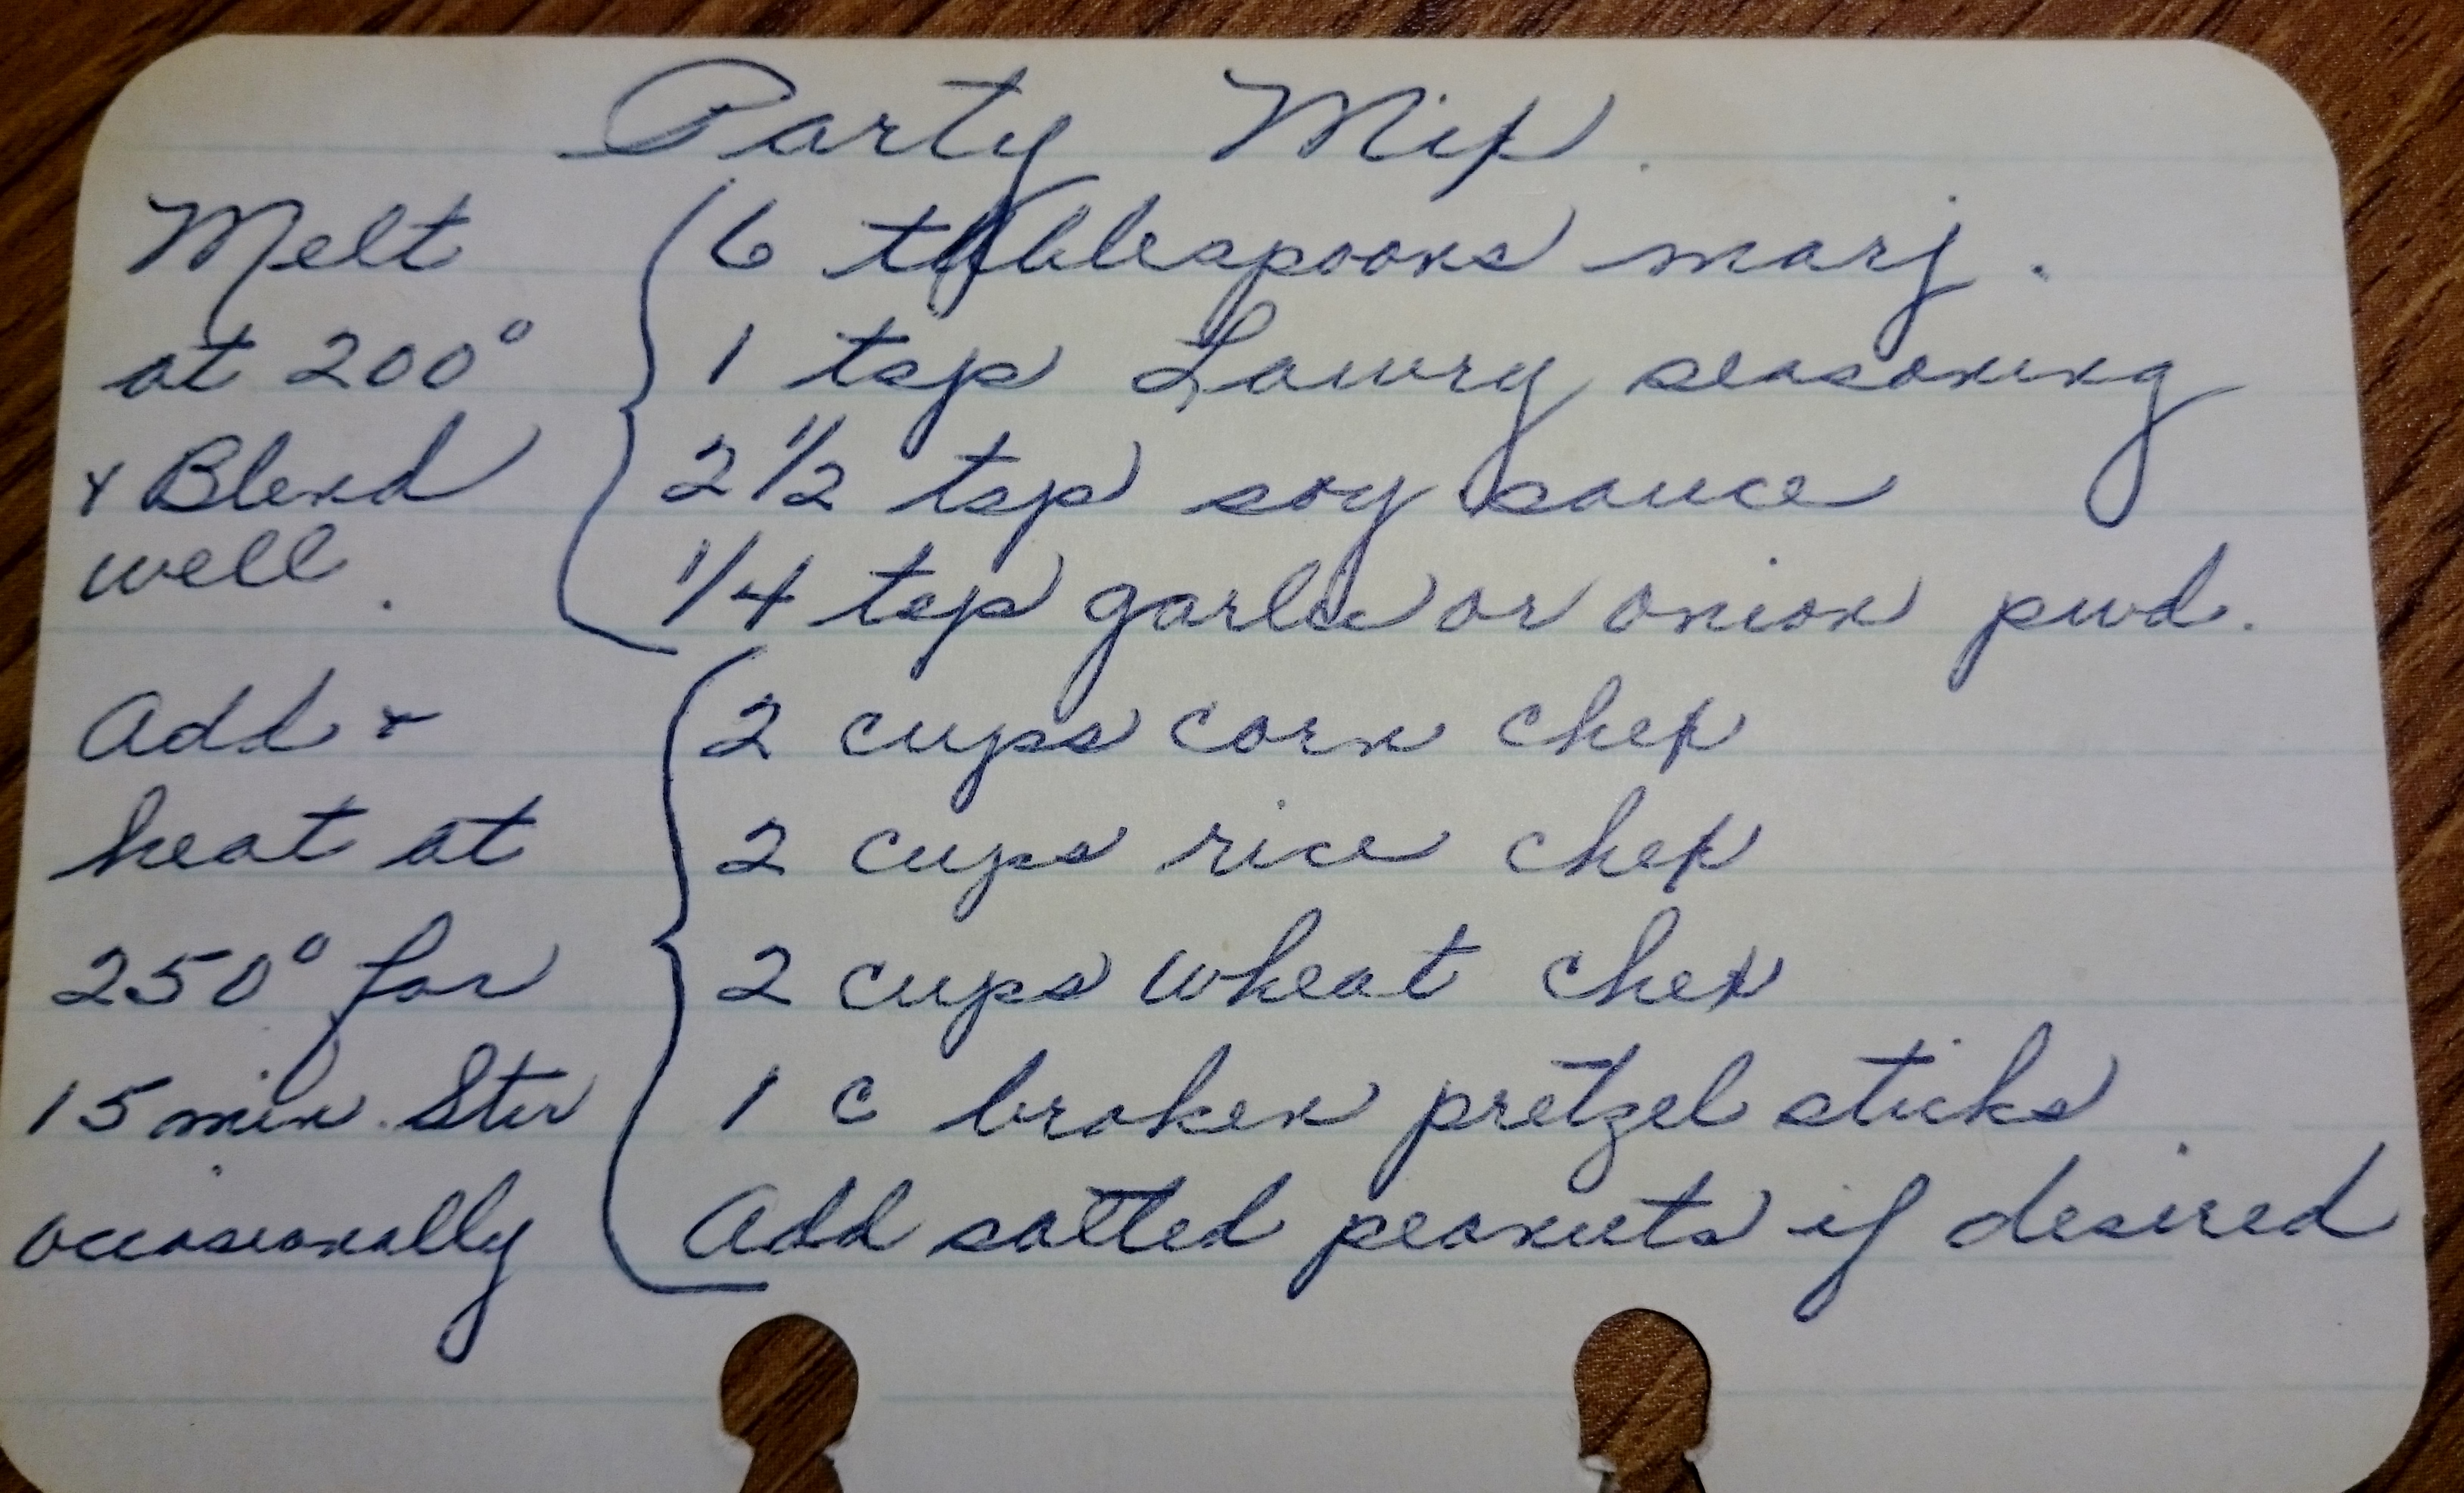 Party Mix
Melt
at 200°
& Blend
well.
6 tablespoons marj.
1 tsp Lawry seasoning
2 1/2 tsp soy sauce
1/4 tsp garlic or onion pwd.
Add &
heat at
250° for
15 min. Stir
occasionally
2 cups corn chex
2 cups rice chex
2 cups wheat chex
1 c broken pretzel sticks
Add salted peanuts if desired